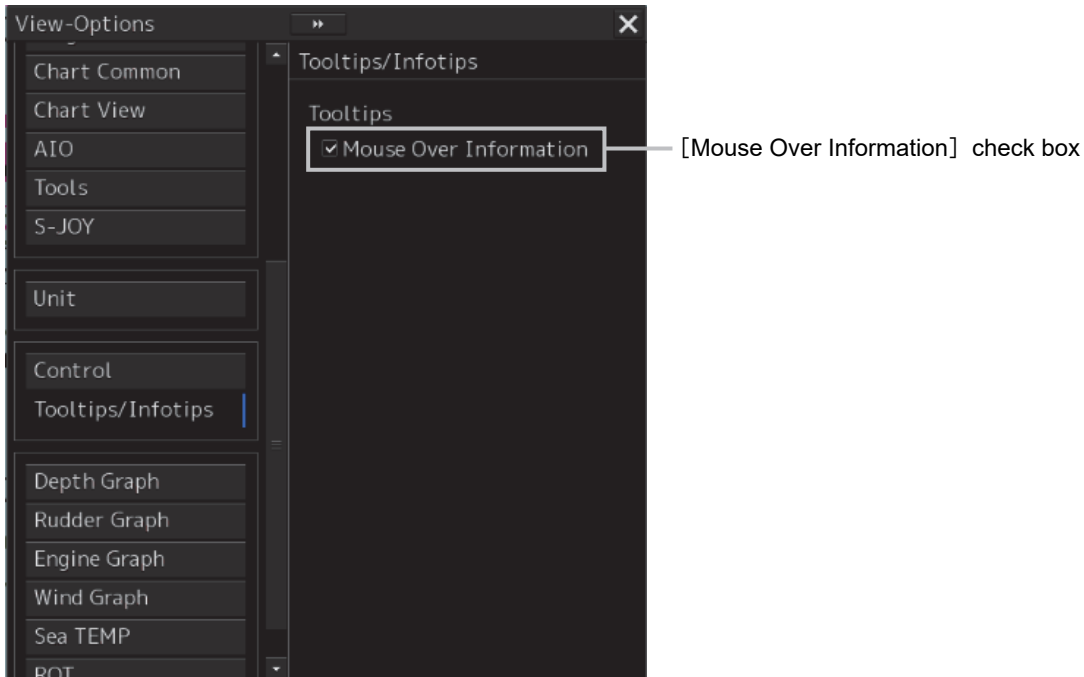 View-Options
Chart Common
Chart View
AIO
Tools
S-JOY
Unit
Control
Tooltips/Infotips
Depth Graph
Rudder Graph
Engine Graph
Wind Graph
Sea TEMP
ROT
Tooltips/Infotips
Tooltips
Mouse Over Information
[Mouse Over Information] check box